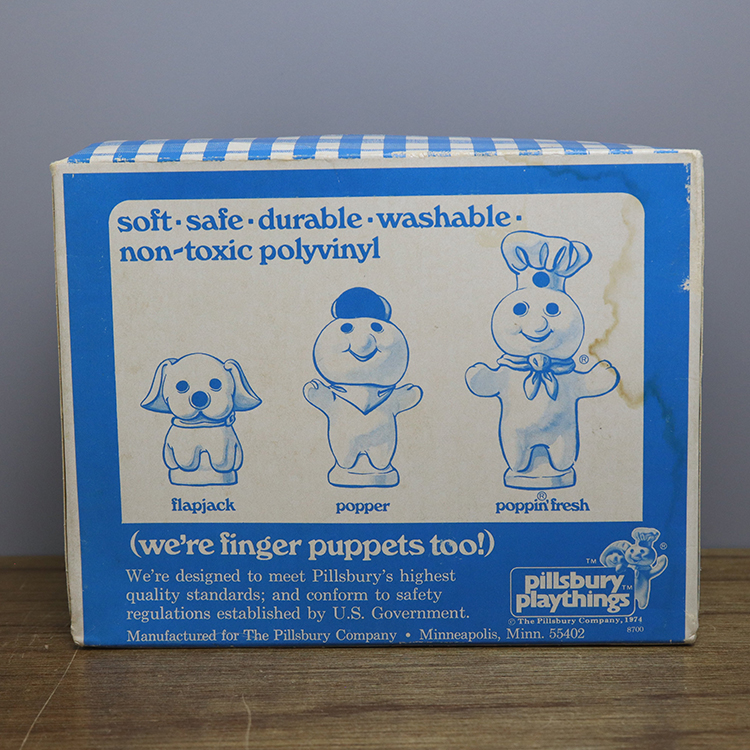 soft · safe · durable · washable ·
non-toxic polyvinyl
®
flapjack
popper
poppin'® fresh
(we're finger puppets too!)
We're designed to meet Pillsbury's highest
quality standards; and conform to safety
regulations established by U.S. Government.
Manufactured for The Pillsbury Company • Minneapolis, Minn. 55402
TM ®
pillsbury
playthings TM
© The Pillsbury Company, 1974
8700